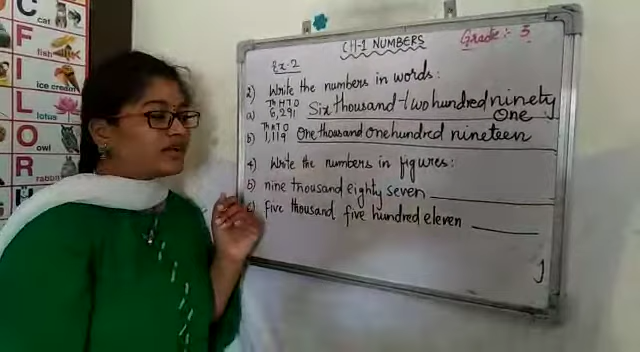 C
cat
F
fish
I
ice cream
L
lotus
O
owl
R
rabbit
CH-1 NUMBERS
Grade :- 5
Ex-2
2) Write the numbers in words:
Th H T O
a) 6,291 Six thousand two hundred ninety
One
Th H T O
b) 1,119 One thousand one hundred nineteen
4) Write the numbers in figures:
b) nine thousand eighty seven
c) five thousand five hundred eleven